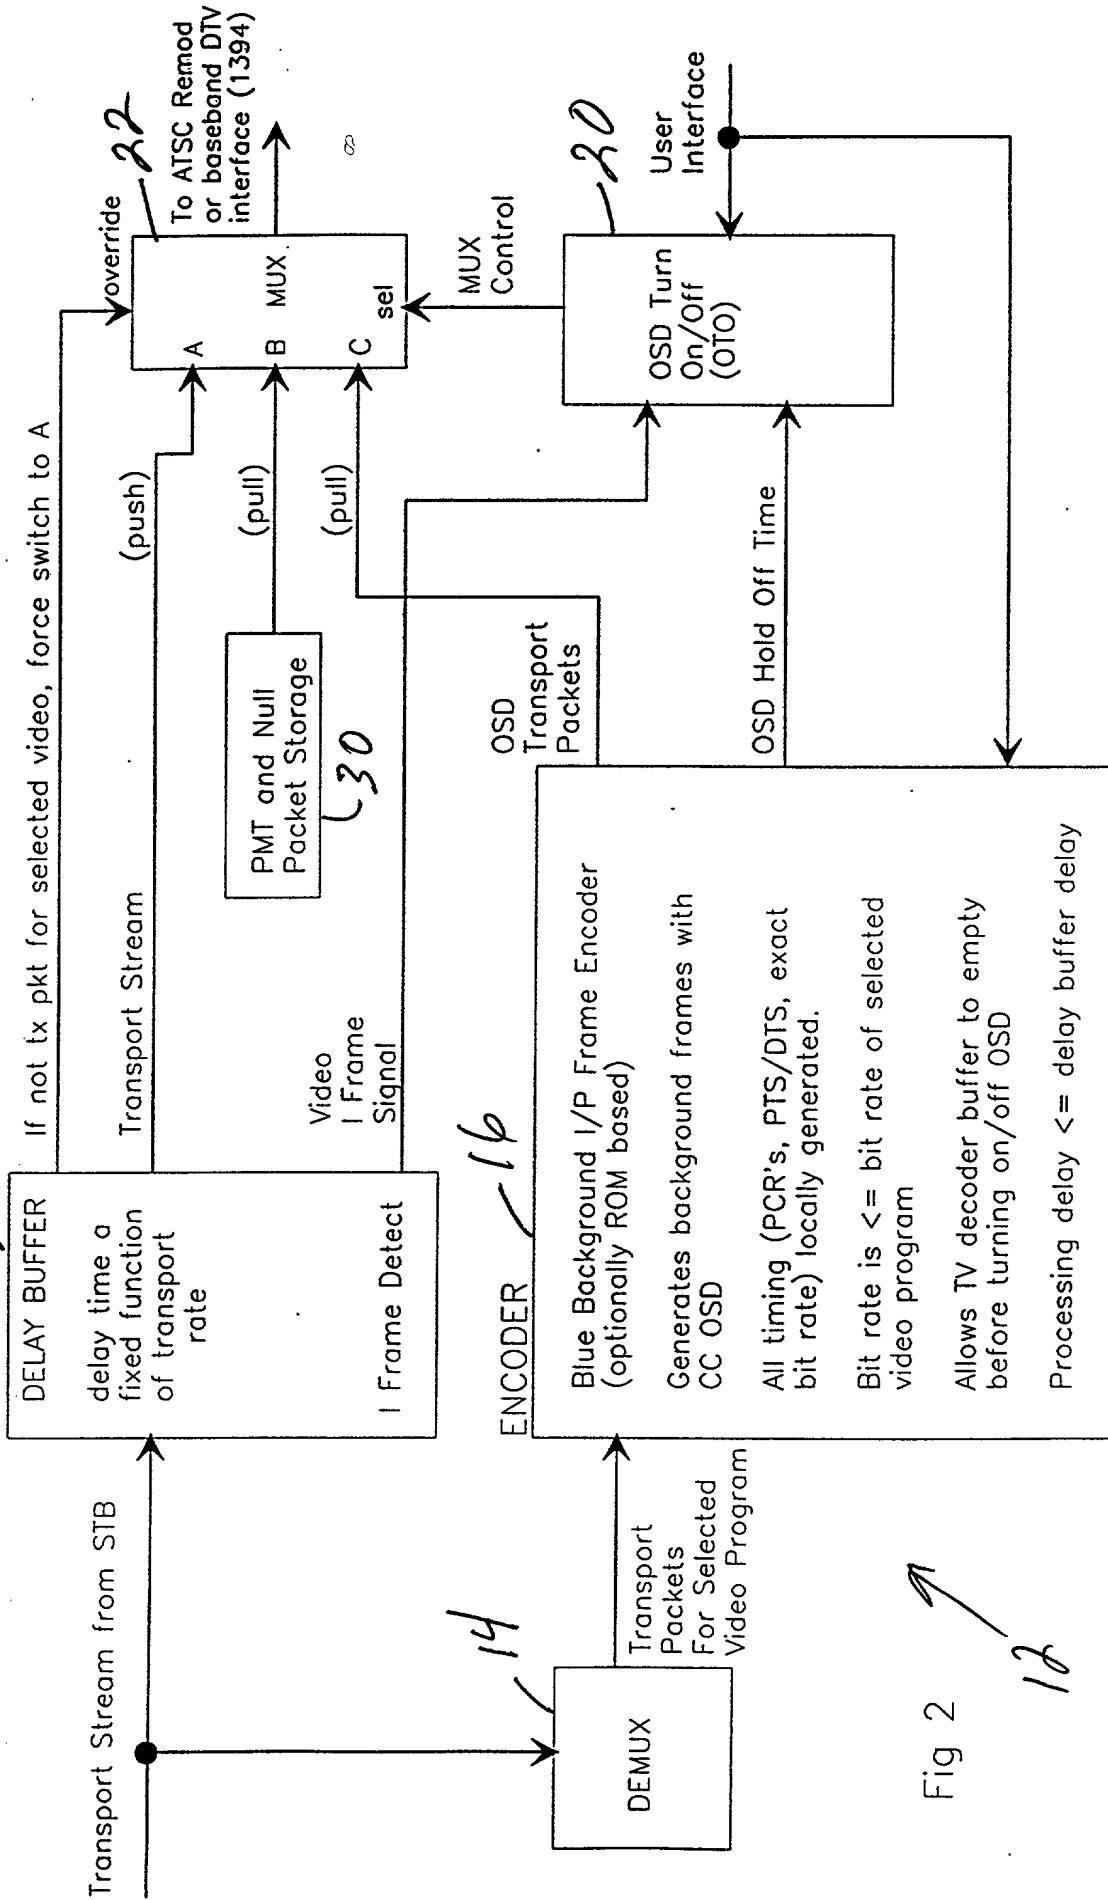 Transport Stream from STB
DELAY BUFFER
delay time a
fixed function
of transport
rate
I Frame Detect
If not tx pkt for selected video, force switch to A
Transport Stream
(push)
Video
I Frame
Signal
PMT and Null
Packet Storage
30
(pull)
(pull)
override
22
A
B
C
MUX
sel
To ATSC Remod
or baseband DTV
interface (1394)
MUX
Control
OSD Turn
On/Off
(OTO)
20
User
Interface
OSD
Transport
Packets
OSD Hold Off Time
14
DEMUX
Transport
Packets
For Selected
Video Program
ENCODER
16
Blue Background I/P Frame Encoder
(optionally ROM based)
Generates background frames with
CC OSD
All timing (PCR's, PTS/DTS, exact
bit rate) locally generated.
Bit rate is <= bit rate of selected
video program
Allows TV decoder buffer to empty
before turning on/off OSD
Processing delay <= delay buffer delay
Fig 2
12